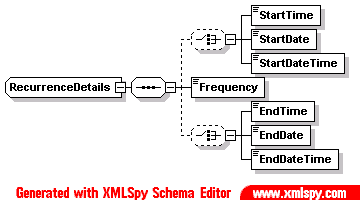 StartTime
StartDate
StartDateTime
RecurrenceDetails
Frequency
EndTime
EndDate
EndDateTime
Generated with XMLSpy Schema Editor www.xmlspy.com